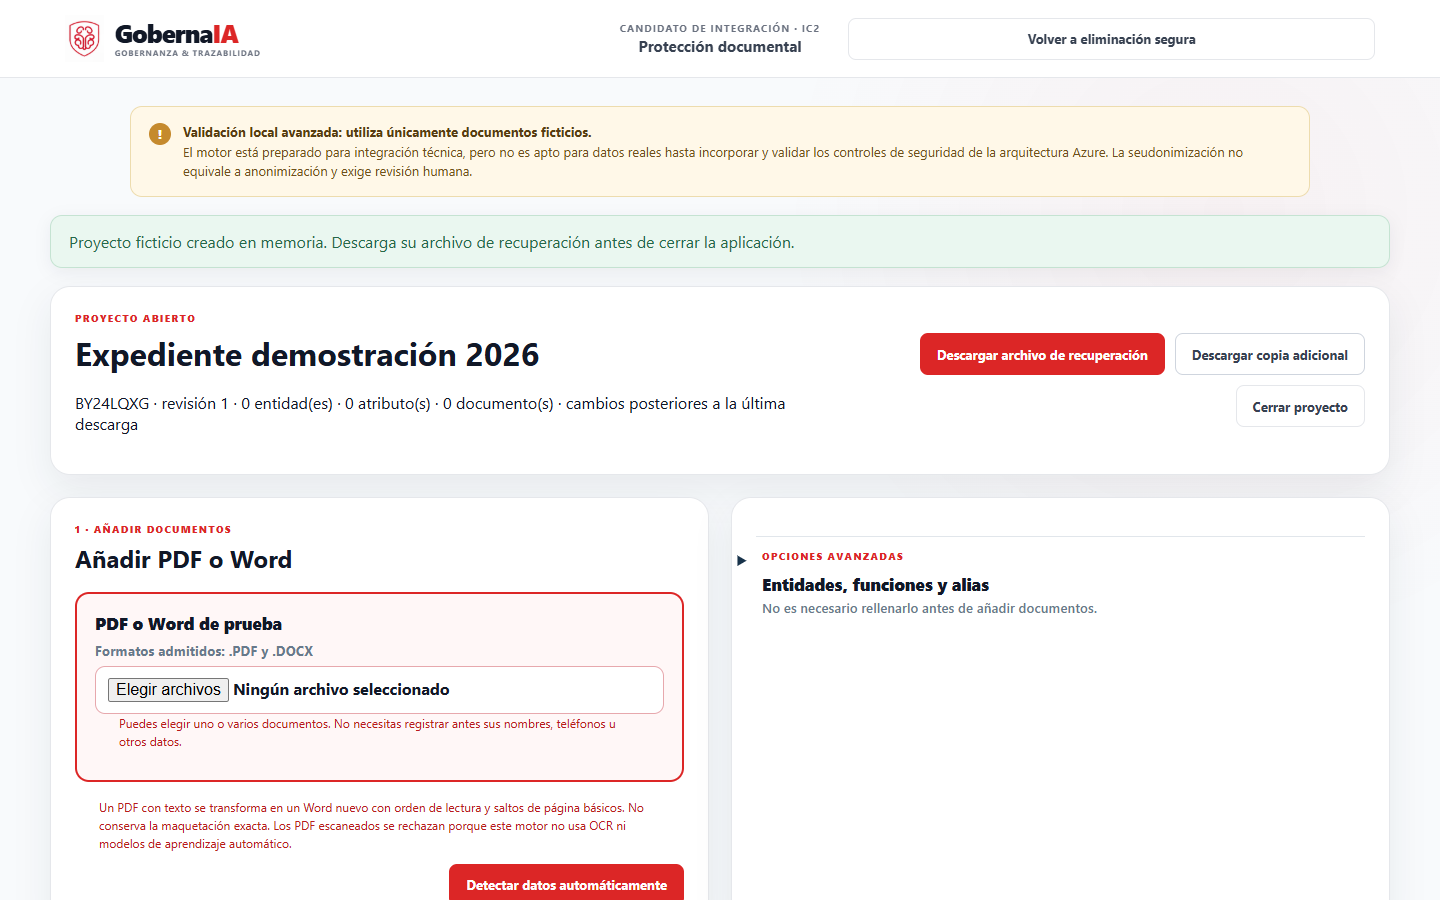 GobernaIA
GOBERNANZA & TRAZABILIDAD
CANDIDATO DE INTEGRACIÓN · IC2
Protección documental
Volver a eliminación segura
!
Validación local avanzada: utiliza únicamente documentos ficticios.
El motor está preparado para integración técnica, pero no es apto para datos reales hasta incorporar y validar los controles de seguridad de la arquitectura Azure. La seudonimización no
equivale a anonimización y exige revisión humana.
Proyecto ficticio creado en memoria. Descarga su archivo de recuperación antes de cerrar la aplicación.
PROYECTO ABIERTO
Expediente demostración 2026
BY24LQXG · revisión 1 · 0 entidad(es) · 0 atributo(s) · 0 documento(s) · cambios posteriores a la última
descarga
Descargar archivo de recuperación
Descargar copia adicional
Cerrar proyecto
1 · AÑADIR DOCUMENTOS
Añadir PDF o Word
PDF o Word de prueba
Formatos admitidos: .PDF y .DOCX
Elegir archivos Ningún archivo seleccionado
Puedes elegir uno o varios documentos. No necesitas registrar antes sus nombres, teléfonos u
otros datos.
Un PDF con texto se transforma en un Word nuevo con orden de lectura y saltos de página básicos. No
conserva la maquetación exacta. Los PDF escaneados se rechazan porque este motor no usa OCR ni
modelos de aprendizaje automático.
Detectar datos automáticamente
OPCIONES AVANZADAS
Entidades, funciones y alias
No es necesario rellenarlo antes de añadir documentos.